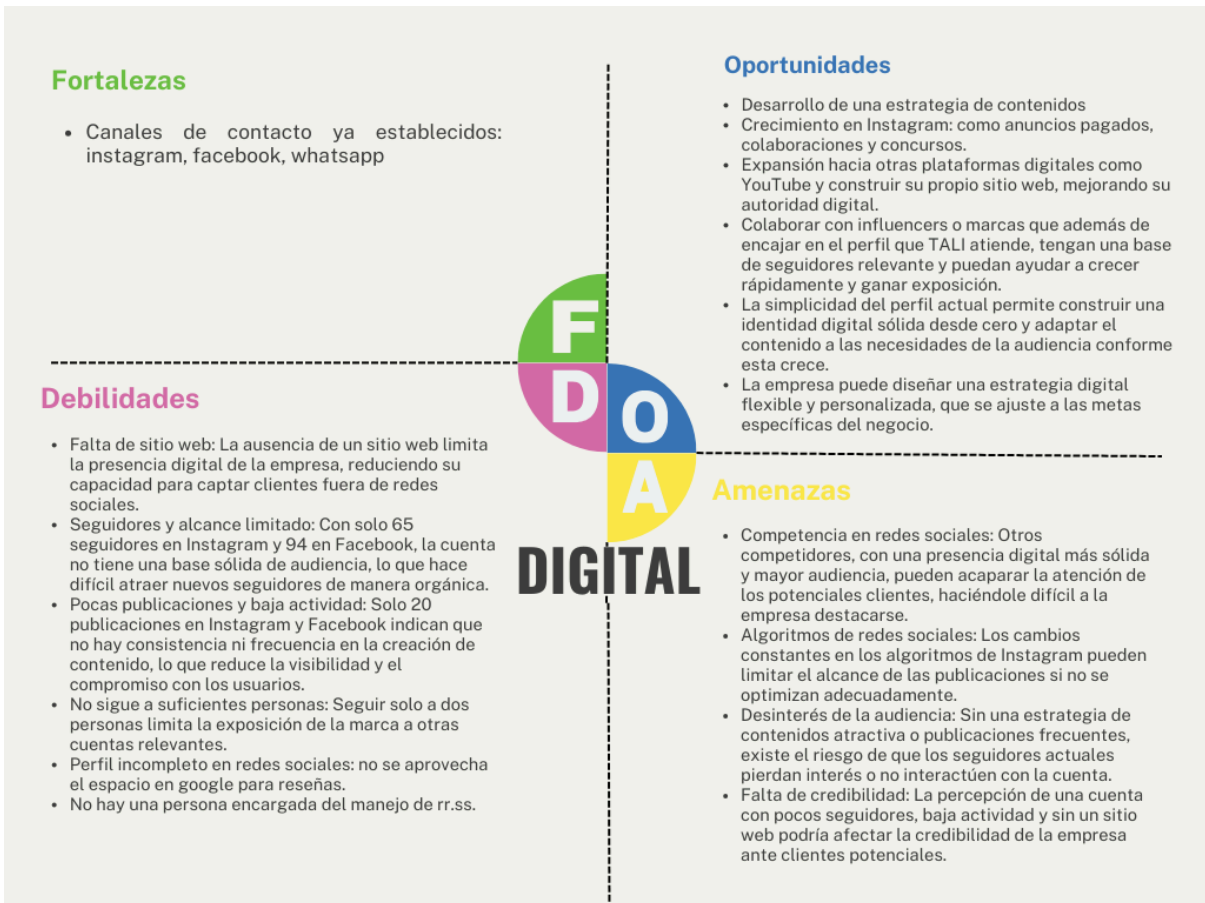 Fortalezas
• Canales de contacto ya establecidos:
instagram, facebook, whatsapp
Oportunidades
• Desarrollo de una estrategia de contenidos
• Crecimiento en Instagram: como anuncios pagados,
colaboraciones y concursos.
• Expansión hacia otras plataformas digitales como
YouTube y construir su propio sitio web, mejorando su
autoridad digital.
• Colaborar con influencers o marcas que además de
encajar en el perfil que TALI atiende, tengan una base
de seguidores relevante y puedan ayudar a crecer
rápidamente y ganar exposición.
• La simplicidad del perfil actual permite construir una
identidad digital sólida desde cero y adaptar el
contenido a las necesidades de la audiencia conforme
esta crece.
• La empresa puede diseñar una estrategia digital
flexible y personalizada, que se ajuste a las metas
específicas del negocio.
F
D
O
A
DIGITAL
Debilidades
• Falta de sitio web: La ausencia de un sitio web limita
la presencia digital de la empresa, reduciendo su
capacidad para captar clientes fuera de redes
sociales.
• Seguidores y alcance limitado: Con solo 65
seguidores en Instagram y 94 en Facebook, la cuenta
no tiene una base sólida de audiencia, lo que hace
difícil atraer nuevos seguidores de manera orgánica.
• Pocas publicaciones y baja actividad: Solo 20
publicaciones en Instagram y Facebook indican que
no hay consistencia ni frecuencia en la creación de
contenido, lo que reduce la visibilidad y el
compromiso con los usuarios.
• No sigue a suficientes personas: Seguir solo a dos
personas limita la exposición de la marca a otras
cuentas relevantes.
• Perfil incompleto en redes sociales: no se aprovecha
el espacio en google para reseñas.
• No hay una persona encargada del manejo de rr.ss.
Amenazas
• Competencia en redes sociales: Otros
competidores, con una presencia digital más sólida
y mayor audiencia, pueden acaparar la atención de
los potenciales clientes, haciéndole difícil a la
empresa destacarse.
• Algoritmos de redes sociales: Los cambios
constantes en los algoritmos de Instagram pueden
limitar el alcance de las publicaciones si no se
optimizan adecuadamente.
• Desinterés de la audiencia: Sin una estrategia de
contenidos atractiva o publicaciones frecuentes,
existe el riesgo de que los seguidores actuales
pierdan interés o no interactúen con la cuenta.
• Falta de credibilidad: La percepción de una cuenta
con pocos seguidores, baja actividad y sin un sitio
web podría afectar la credibilidad de la empresa
ante clientes potenciales.